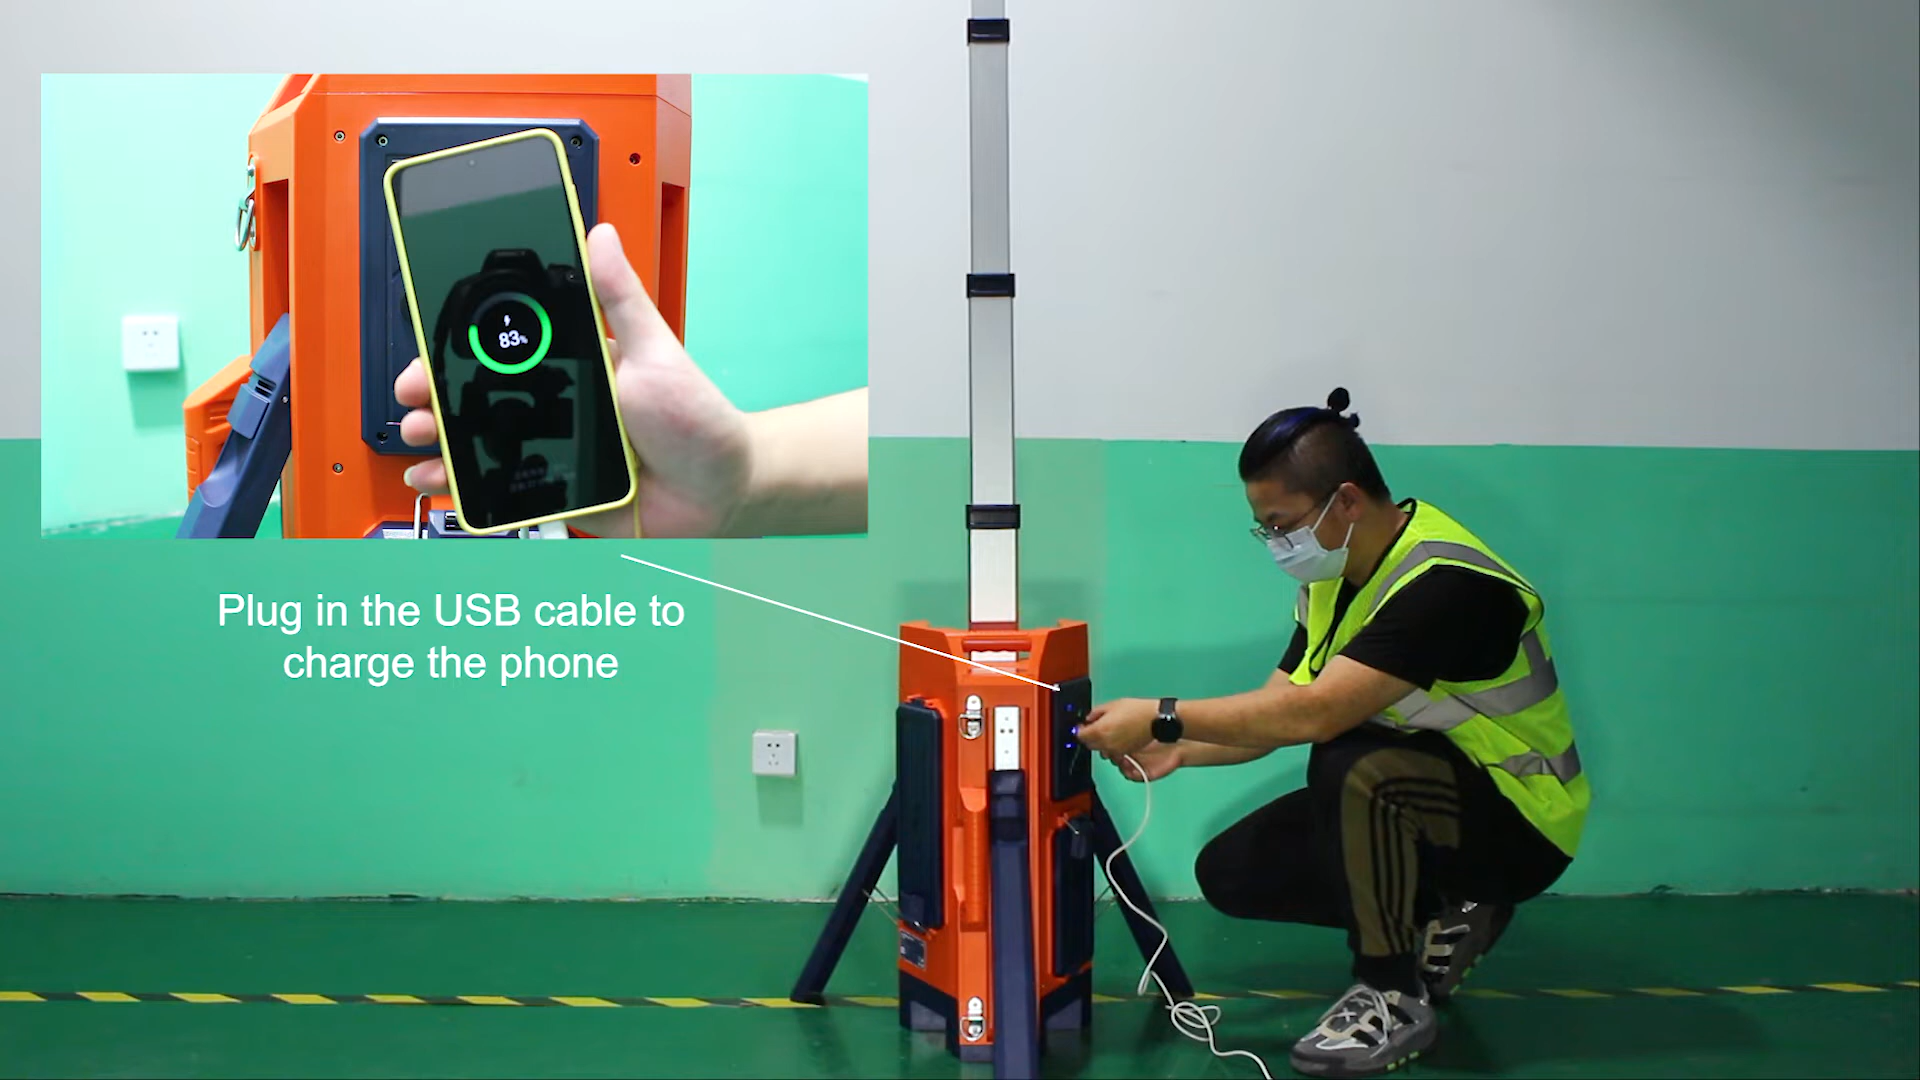 83%
Plug in the USB cable to
charge the phone